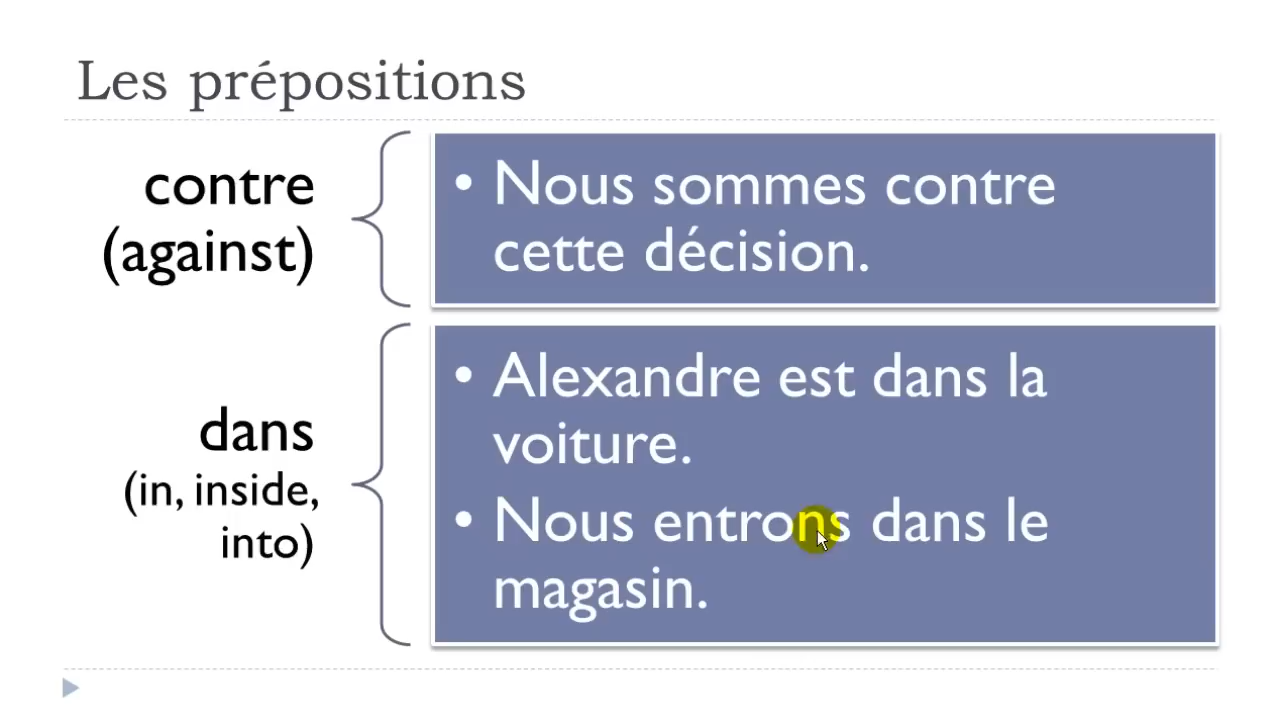 Les prépositions
contre
(against)
• Nous sommes contre
cette décision.
dans
(in, inside,
into)
• Alexandre est dans la
voiture.
• Nous entrons dans le
magasin.